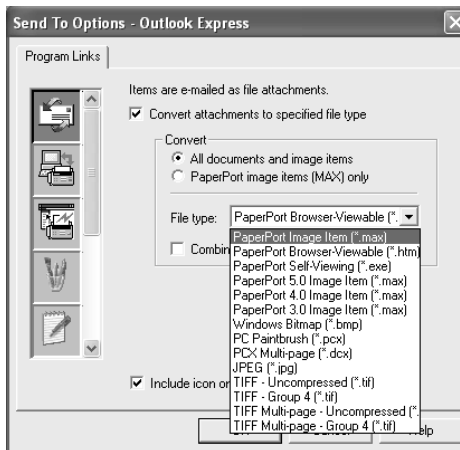 Send To Options - Outlook Express
Program Links
Items are e-mailed as file attachments.
Convert attachments to specified file type
Convert
All documents and image items
PaperPort image items (MAX) only
File type: PaperPort Browser-Viewable (*.
PaperPort Image Item (*.max)
Combin
PaperPort Browser-Viewable (*.htm)
PaperPort Self-Viewing (*.exe)
PaperPort 5.0 Image Item (*.max)
PaperPort 4.0 Image Item (*.max)
PaperPort 3.0 Image Item (*.max)
Windows Bitmap (*.bmp)
PC Paintbrush (*.pcx)
PCX Multi-page (*.dcx)
JPEG (*.jpg)
Include icon on
TIFF - Uncompressed (*.tif)
TIFF - Group 4 (*.tif)
TIFF Multi-page - Uncompressed (*.
TIFF Multi-page - Group 4 (*.tif)